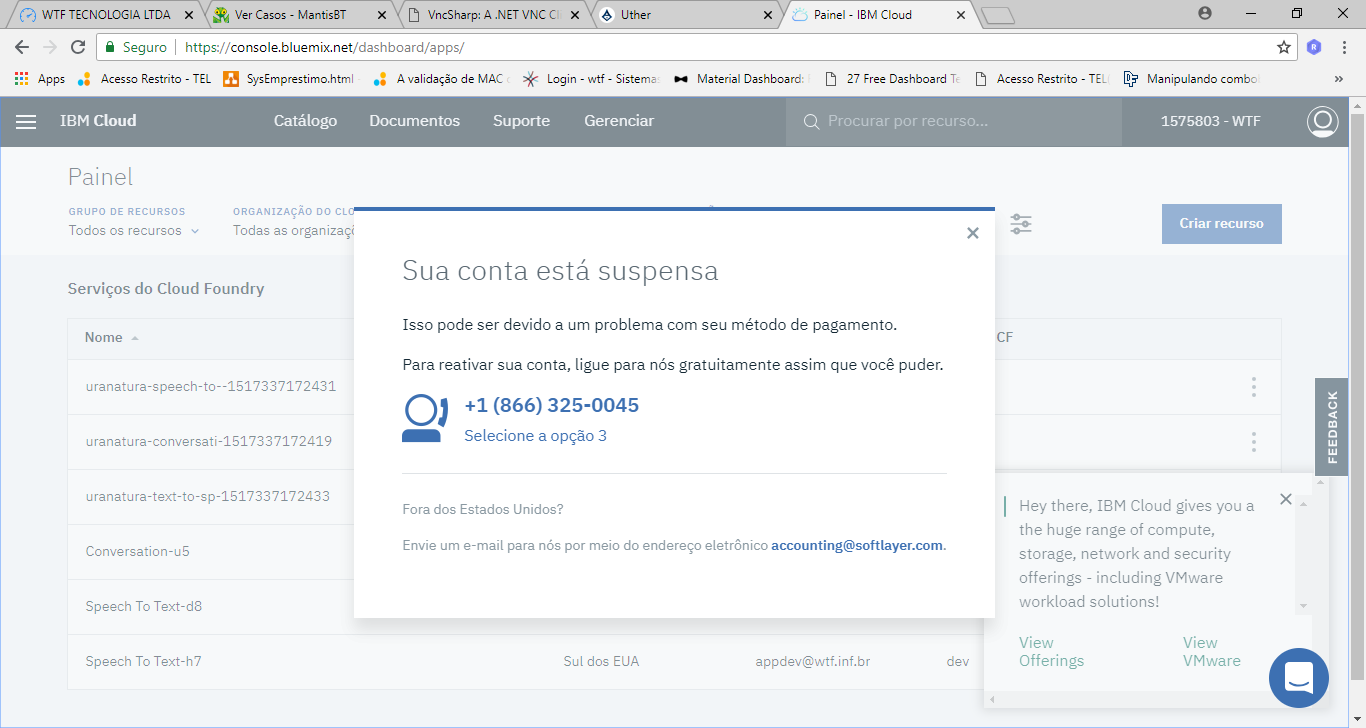 WTF TECNOLOGIA LTDA
Ver Casos - MantisBT
VncSharp: A .NET VNC Cl
Uther
Painel - IBM Cloud
Seguro
https://console.bluemix.net/dashboard/apps/
Apps
Acesso Restrito - TEL
SysEmprestimo.html
A validação de MAC
Login - wtf - Sistemas
Material Dashboard:
27 Free Dashboard Te
Acesso Restrito - TEL
Manipulando combo
IBM Cloud
Catálogo
Documentos
Suporte
Gerenciar
Procurar por recurso...
1575803 - WTF
Painel
GRUPO DE RECURSOS
ORGANIZAÇÃO DO CLO
Todos os recursos
Todas as organizaçõ
Criar recurso
Serviços do Cloud Foundry
Nome
CF
uranatura-speech-to--1517337172431
uranatura-conversati-1517337172419
uranatura-text-to-sp-1517337172433
Conversation-u5
Speech To Text-d8
Speech To Text-h7
Sul dos EUA
appdev@wtf.inf.br
dev
Sua conta está suspensa
Isso pode ser devido a um problema com seu método de pagamento.
Para reativar sua conta, ligue para nós gratuitamente assim que você puder.
+1 (866) 325-0045
Selecione a opção 3
Fora dos Estados Unidos?
Envie um e-mail para nós por meio do endereço eletrônico accounting@softlayer.com.
FEEDBACK
Hey there, IBM Cloud gives you a
the huge range of compute,
storage, network and security
offerings - including VMware
workload solutions!
View
Offerings
View
VMware